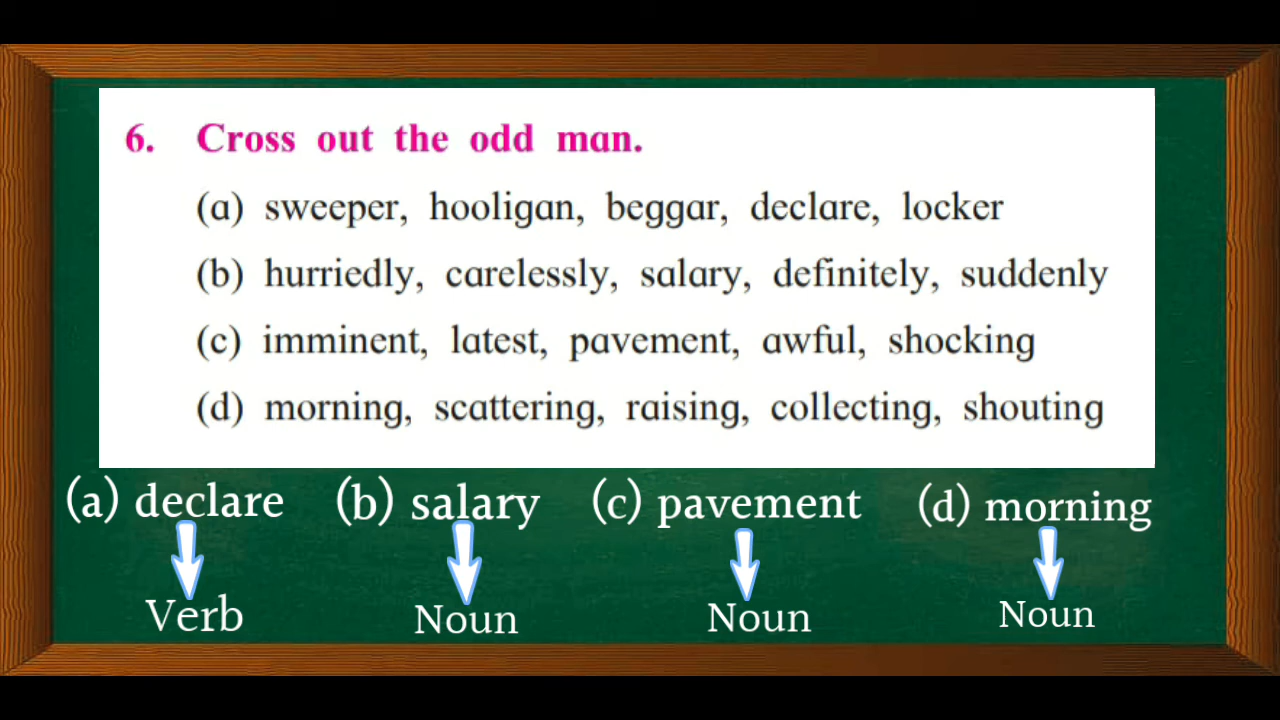 6. Cross out the odd man.
(a) sweeper, hooligan, beggar, declare, locker
(b) hurriedly, carelessly, salary, definitely, suddenly
(c) imminent, latest, pavement, awful, shocking
(d) morning, scattering, raising, collecting, shouting
(a) declare (b) salary (c) pavement (d) morning
Verb Noun Noun Noun